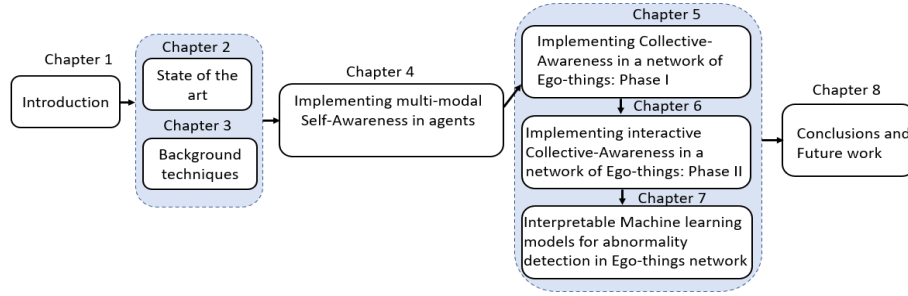 Chapter 1
Introduction
Chapter 2
State of the
art
Chapter 3
Background
techniques
Chapter 4
Implementing multi-modal
Self-Awareness in agents
Chapter 5
Implementing Collective-
Awareness in a network of
Ego-things: Phase I
Chapter 6
Implementing interactive
Collective-Awareness in a
network of Ego-things: Phase II
Chapter 7
Interpretable Machine learning
models for abnormality
detection in Ego-things network
Chapter 8
Conclusions and
Future work